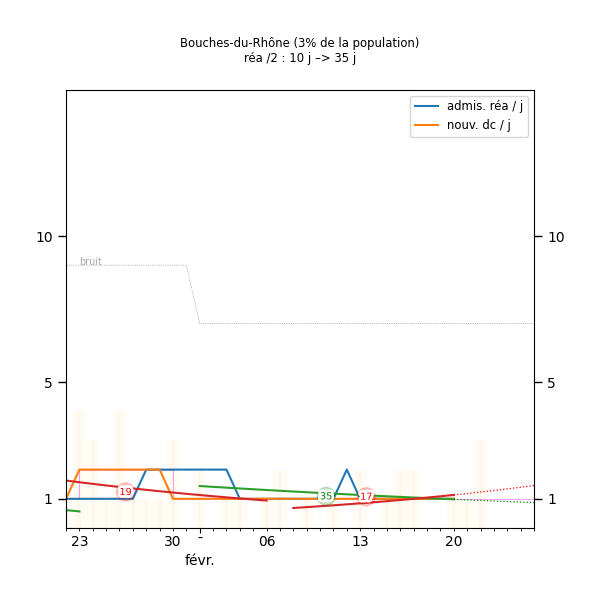 Bouches-du-Rhône (3% de la population)
réa /2 : 10 j –> 35 j
admis. réa / j
nouv. dc / j
10
10
bruit
5
5
19
35
17
1
1
23
30
-
06
13
20
févr.